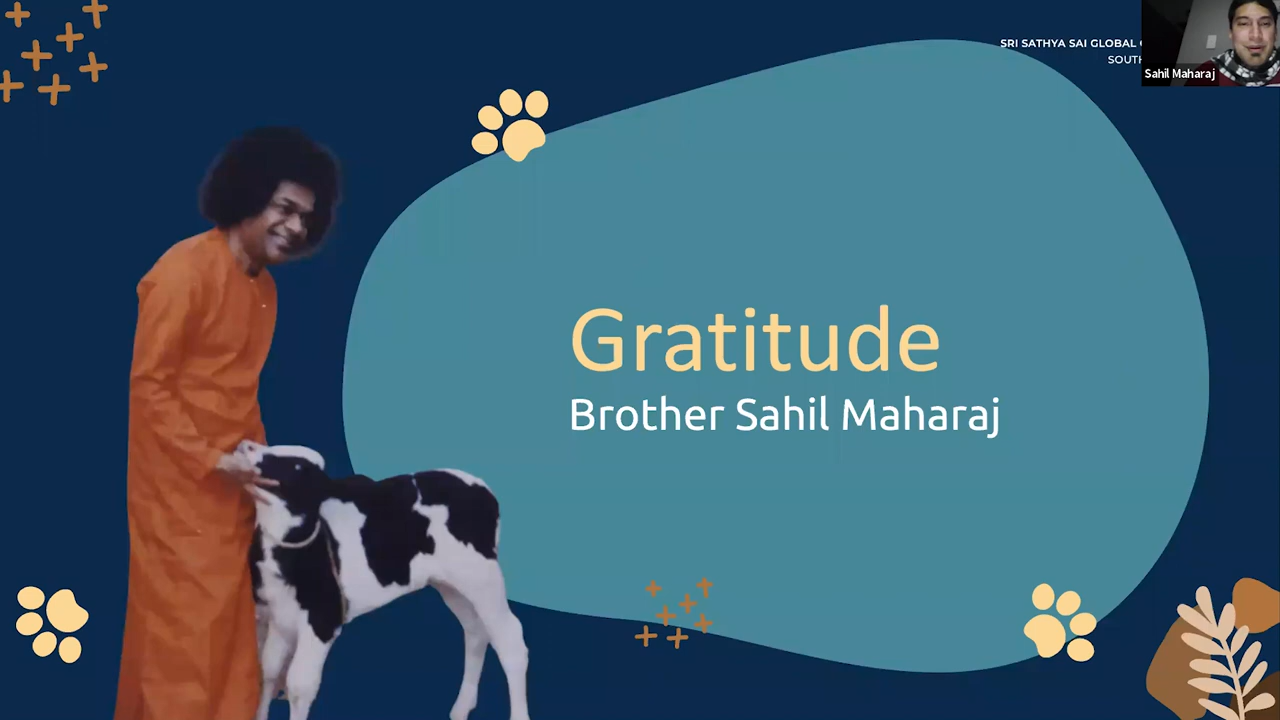 SRI SATHYA SAI GLOBAL
SOUTH
Sahil Maharaj
Gratitude
Brother Sahil Maharaj